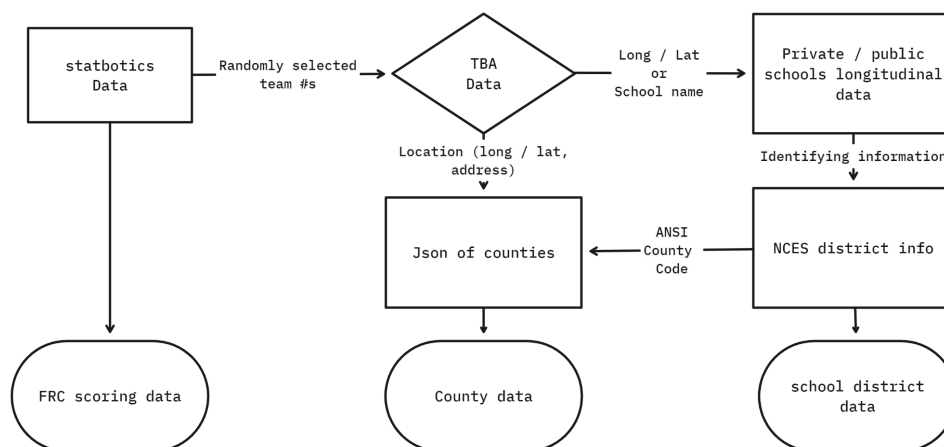 statbotics
Data
Randomly selected
team #s
TBA
Data
Long / Lat
or
School name
Private / public
schools longitudinal
data
Location (long / lat,
address)
Identifying information
Json of counties
ANSI
County
Code
NCES district info
FRC scoring data
County data
school district
data